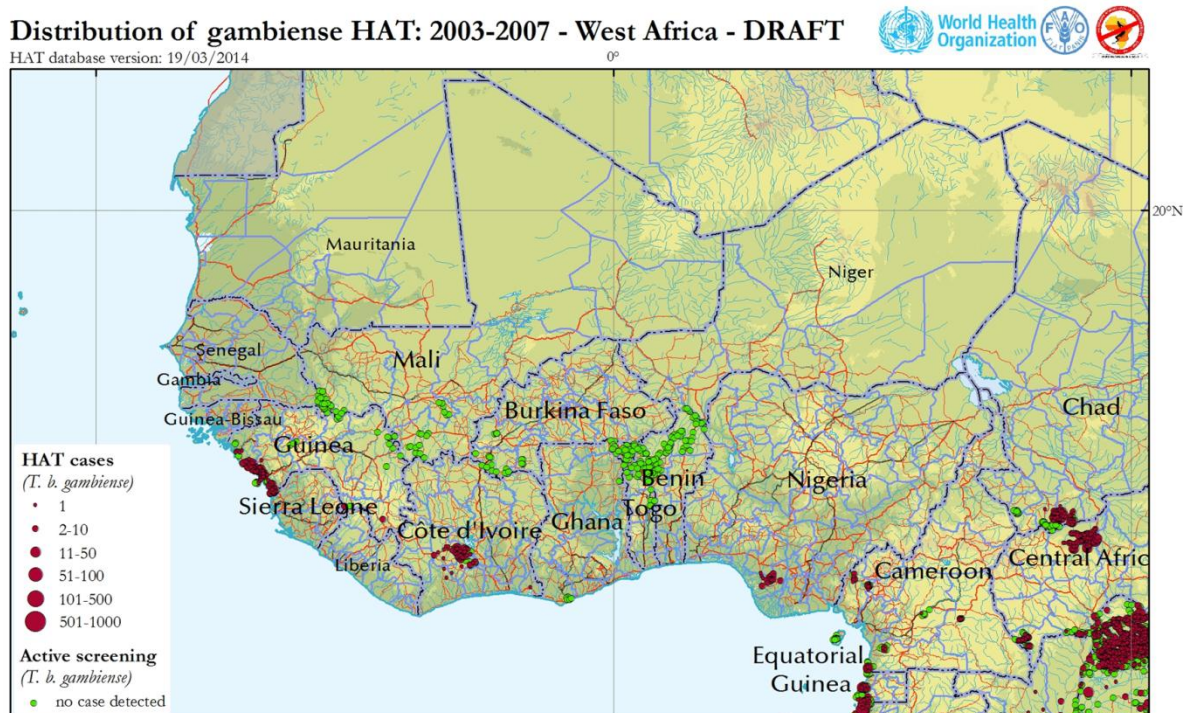 Distribution of gambiense HAT: 2003-2007 - West Africa - DRAFT
World Health
Organization
HAT database version: 19/03/2014
0°
20°N
Mauritania
Niger
Senegal
Mali
Gambia
Guinea-Bissau
Burkina Faso
Chad
Guinea
Benin
Nigeria
Sierra Leone
Togo
Ghana
Côte d'Ivoire
Liberia
Cameroon
Central Afric
Equatorial
Guinea
HAT cases
(T. b. gambiense)
1
2-10
11-50
51-100
101-500
501-1000
Active screening
(T. b. gambiense)
no case detected